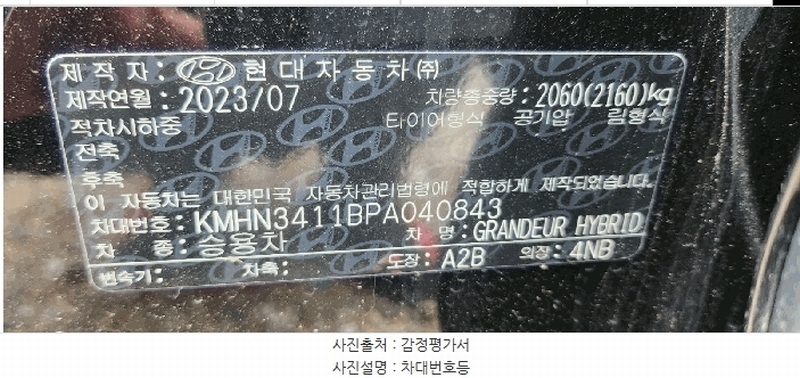 제 작 자 : 현 대 자 동 차 ㈜
제작연월 : 2023/07 차량총중량 : 2060(2160)kg
적차시하중 타이어형식 공기압 림형식
전축
후축
이 자동차는 대한민국 자동차관리법령에 적합하게 제작되었습니다.
차대번호 : KMHN3411BPA040843
차 종 : 승용차 차 명 : GRANDEUR HYBRID
변속기 : 차축 : 도장 : A2B 외장 : 4NB
사진출처 : 감정평가서
사진설명 : 차대번호등